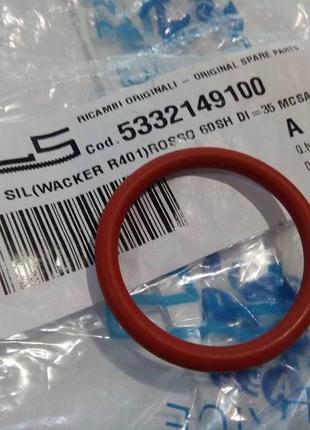 RICAMBI ORIGINALI – ORIGINAL SPARE PARTS
Cod. 5332149100
SIL(WACKER R401)ROSSO 60SH DI=35 MCSA
A